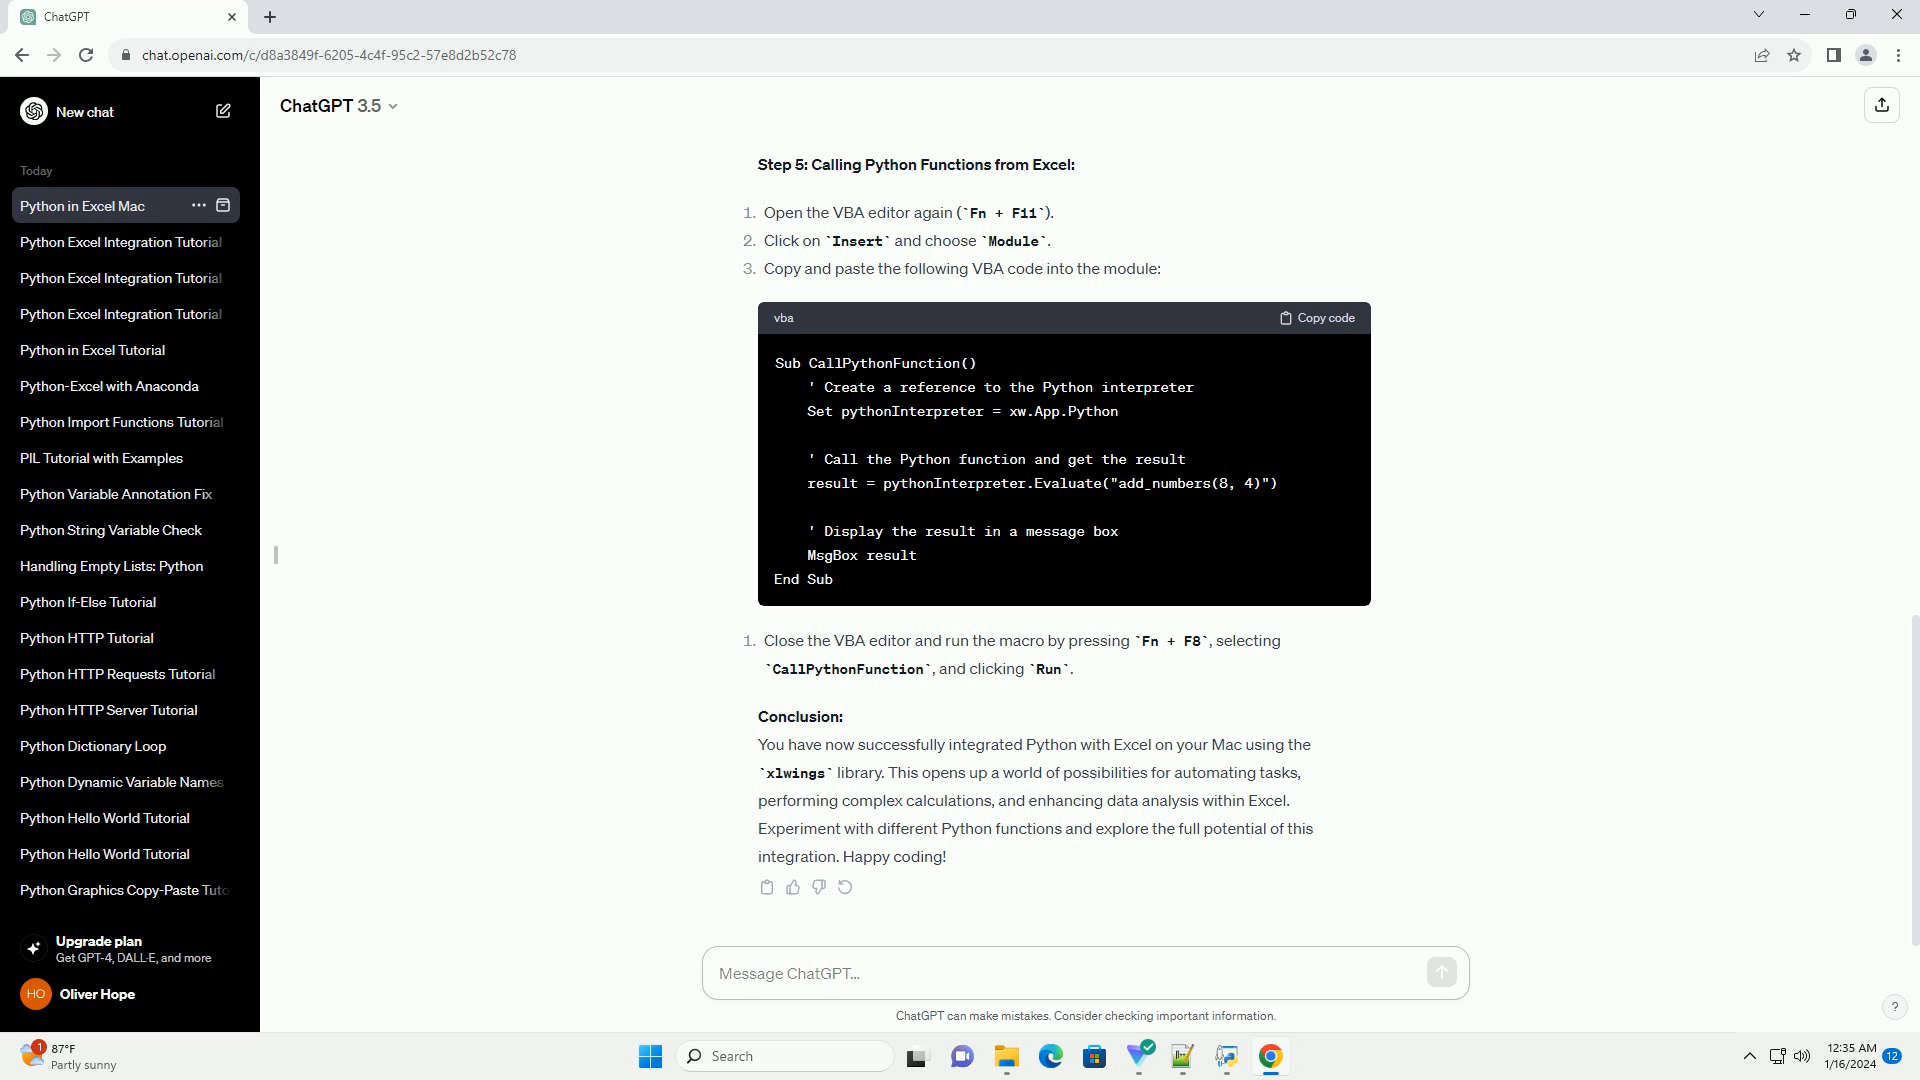 ChatGPT
chat.openai.com/c/d8a3849f-6205-4c4f-95c2-57e8d2b52c78
New chat
ChatGPT 3.5
Today
Python in Excel Mac
Python Excel Integration Tutorial
Python Excel Integration Tutorial
Python Excel Integration Tutorial
Python in Excel Tutorial
Python-Excel with Anaconda
Python Import Functions Tutorial
PIL Tutorial with Examples
Python Variable Annotation Fix
Python String Variable Check
Handling Empty Lists: Python
Python If-Else Tutorial
Python HTTP Tutorial
Python HTTP Requests Tutorial
Python HTTP Server Tutorial
Python Dictionary Loop
Python Dynamic Variable Names
Python Hello World Tutorial
Python Hello World Tutorial
Python Graphics Copy-Paste Tuto
Upgrade plan
Get GPT-4, DALL·E, and more
HO Oliver Hope
Step 5: Calling Python Functions from Excel:
1. Open the VBA editor again (`Fn + F11`).
2. Click on `Insert` and choose `Module`.
3. Copy and paste the following VBA code into the module:
vba Copy code
Sub CallPythonFunction()
' Create a reference to the Python interpreter
Set pythonInterpreter = xw.App.Python
' Call the Python function and get the result
result = pythonInterpreter.Evaluate("add_numbers(8, 4)")
' Display the result in a message box
MsgBox result
End Sub
1. Close the VBA editor and run the macro by pressing `Fn + F8`, selecting
`CallPythonFunction`, and clicking `Run`.
Conclusion:
You have now successfully integrated Python with Excel on your Mac using the
`xlwings` library. This opens up a world of possibilities for automating tasks,
performing complex calculations, and enhancing data analysis within Excel.
Experiment with different Python functions and explore the full potential of this
integration. Happy coding!
Message ChatGPT...
ChatGPT can make mistakes. Consider checking important information.
?
1
87°F
Partly sunny
Search
12:35 AM
1/16/2024
12